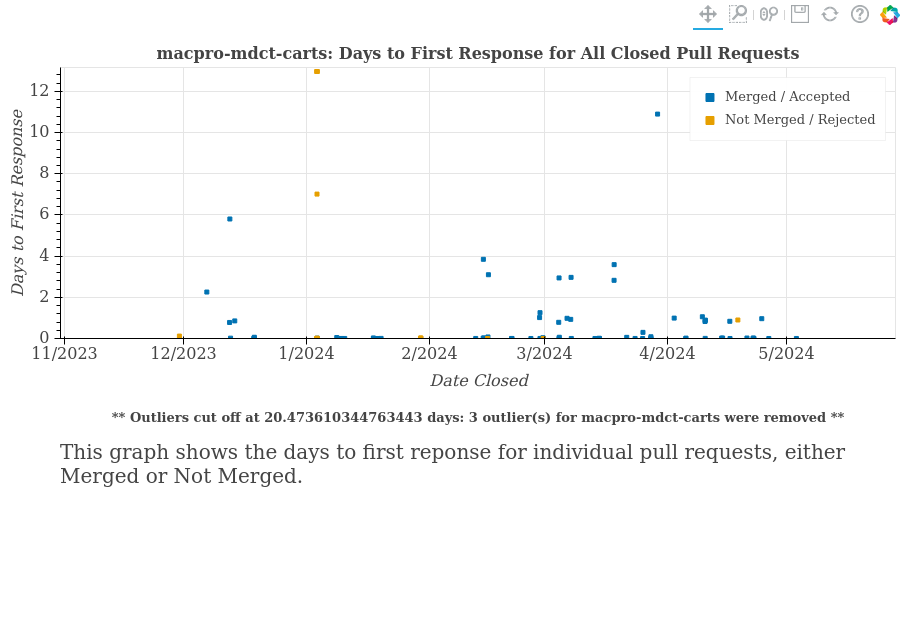 macpro-mdct-carts: Days to First Response for All Closed Pull Requests
Merged / Accepted
Not Merged / Rejected
Days to First Response
12
10
8
6
4
2
0
11/2023 12/2023 1/2024 2/2024 3/2024 4/2024 5/2024
Date Closed
** Outliers cut off at 20.473610344763443 days: 3 outlier(s) for macpro-mdct-carts were removed **
This graph shows the days to first reponse for individual pull requests, either
Merged or Not Merged.